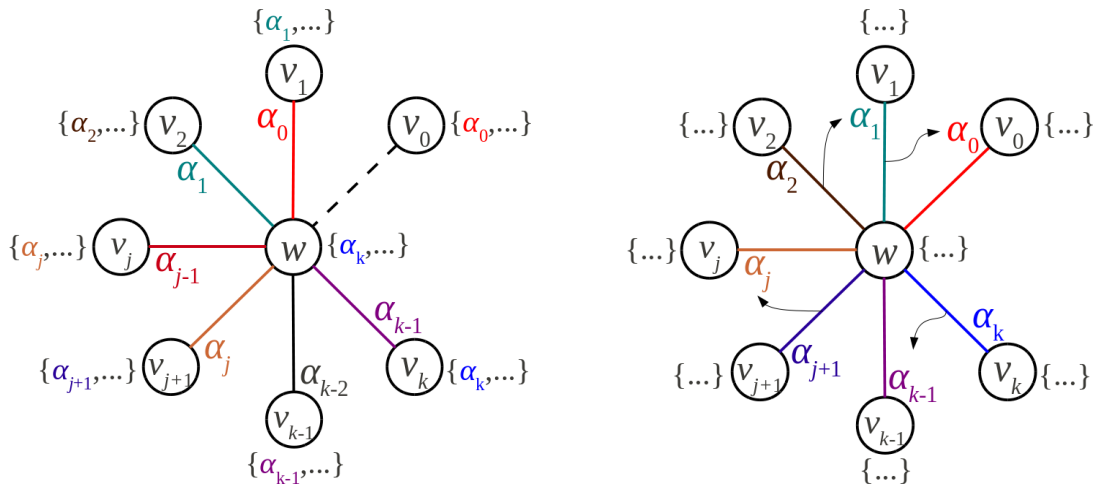 {α₁,...}
v₁
{α₂,...} v₂ α₀ v₀ {α₀,...}
α₁
{αⱼ,...} vⱼ αⱼ₋₁ w {αₖ,...}
αₖ₋₁
{αⱼ₊₁,...} vⱼ₊₁ αⱼ αₖ₋₂ vₖ {αₖ,...}
vₖ₋₁
{αₖ₋₁,...}
{...}
v₁
{...} v₂ α₁ α₀ v₀ {...}
α₂
{...} vⱼ αⱼ w {...}
αₖ
{...} vⱼ₊₁ αⱼ₊₁ αₖ₋₁ vₖ {...}
vₖ₋₁
{...}